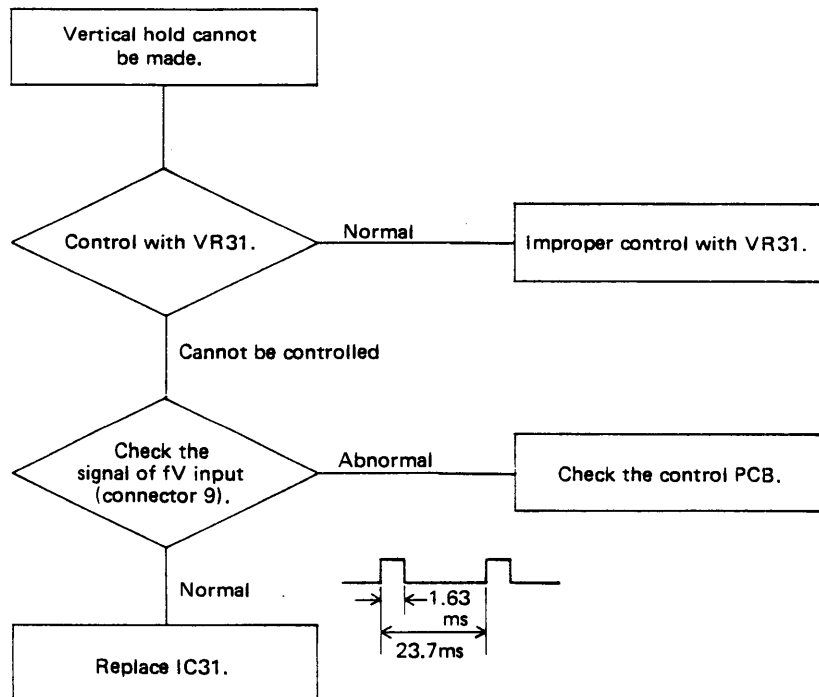 Vertical hold cannot
be made.
Control with VR31.
Normal
Improper control with VR31.
Cannot be controlled
Check the
signal of fV input
(connector 9).
Abnormal
Check the control PCB.
Normal
1.63
ms
23.7ms
Replace IC31.